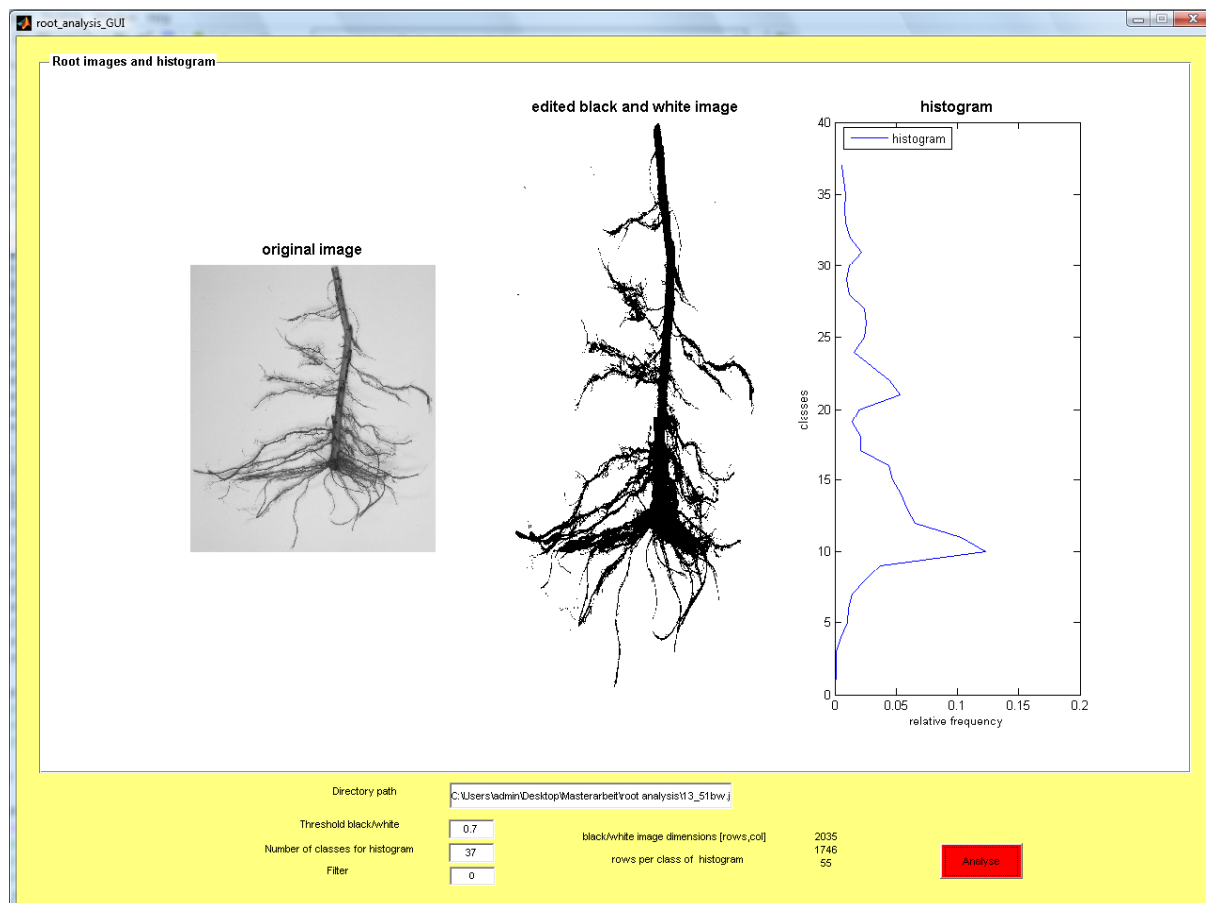 root_analysis_GUI
Root images and histogram
original image
edited black and white image
histogram
histogram
40
35
30
25
20
15
10
5
0
classes
0 0.05 0.1 0.15 0.2
relative frequency
Directory path C:\Users\admin\Desktop\Masterarbeit\root analysis\13_51bw.j
Threshold black/white 0.7
Number of classes for histogram 37
Filter 0
black/white image dimensions [rows,col] 2035
1746
rows per class of histogram 55
Analyse